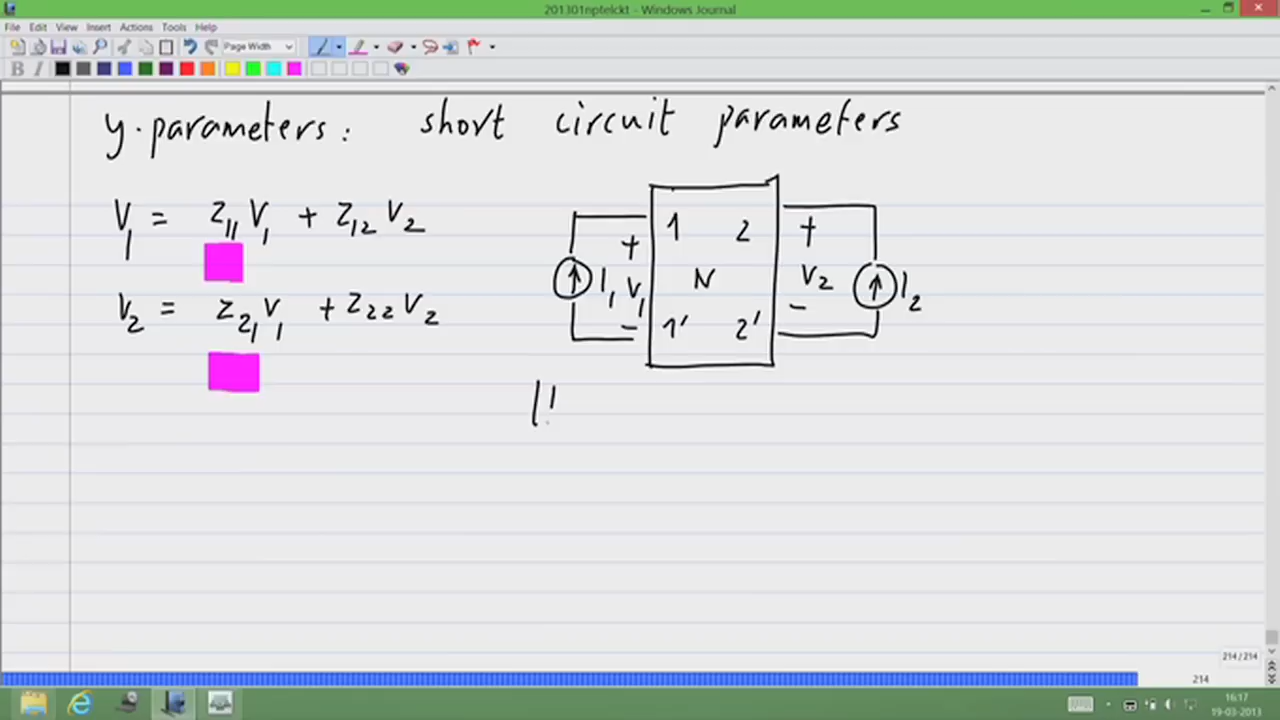 201301nptelckt - Windows Journal
File Edit View Insert Actions Tools Help
Page Width
B I
y-parameters: short circuit parameters
V1 = z11 V1 + z12 V2
V2 = z21 V1 + z22 V2
1 2
+ +
I1 V1 N V2 I2
- -
1' 2'
214 / 214
214
16:17
19-03-2013